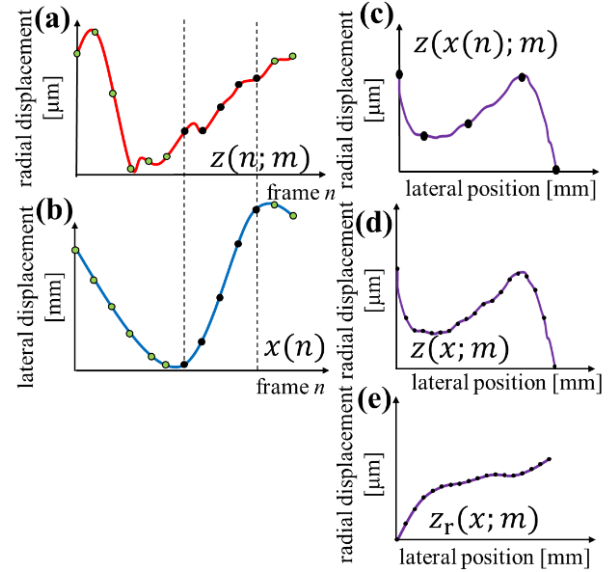 (a)
radial displacement
[μm]
z(n; m)
frame n
(b)
lateral displacement
[mm]
x(n)
frame n
(c)
radial displacement
[μm]
z(x(n); m)
lateral position [mm]
(d)
radial displacement
[μm]
z(x; m)
lateral position [mm]
(e)
radial displacement
[μm]
zᵣ(x; m)
lateral position [mm]